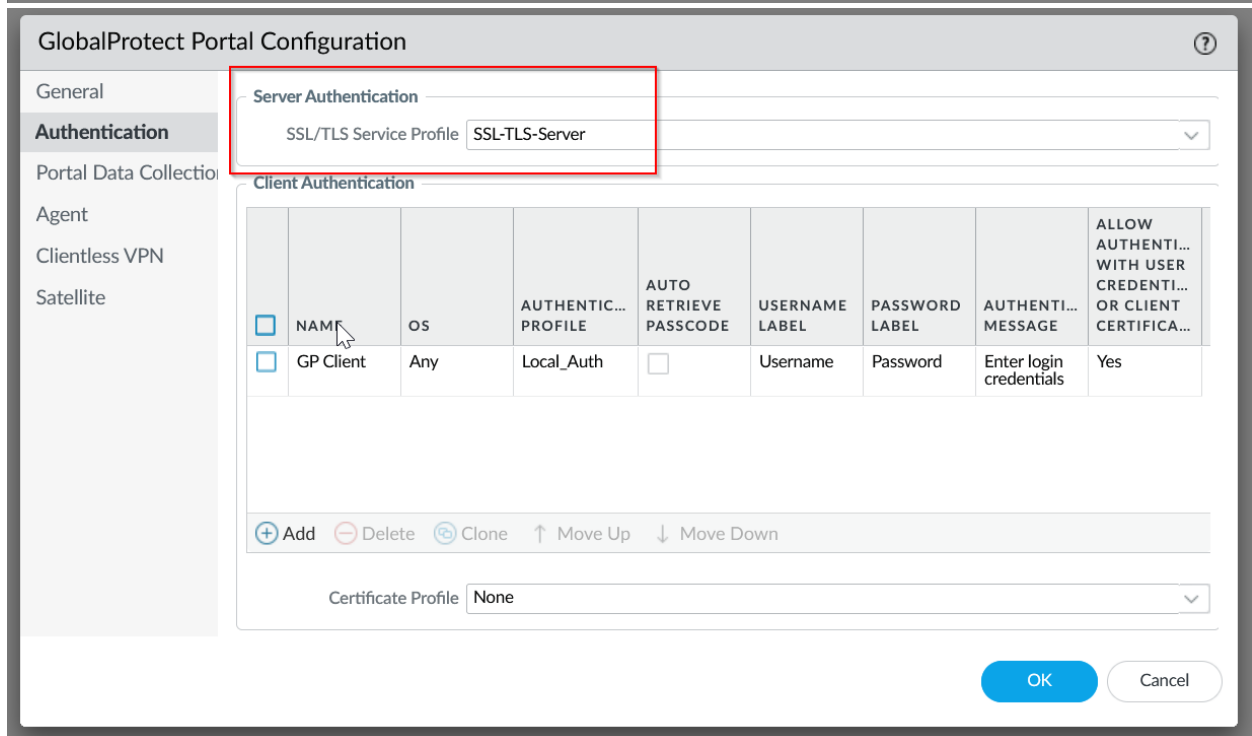 GlobalProtect Portal Configuration
General
Authentication
Portal Data Collection
Agent
Clientless VPN
Satellite
Server Authentication
SSL/TLS Service Profile SSL-TLS-Server
Client Authentication
NAME
OS
AUTHENTIC...
PROFILE
AUTO
RETRIEVE
PASSCODE
USERNAME
LABEL
PASSWORD
LABEL
AUTHENTI...
MESSAGE
ALLOW
AUTHENTI...
WITH USER
CREDENTI...
OR CLIENT
CERTIFICA...
GP Client
Any
Local_Auth
Username
Password
Enter login
credentials
Yes
Add Delete Clone Move Up Move Down
Certificate Profile None
OK Cancel